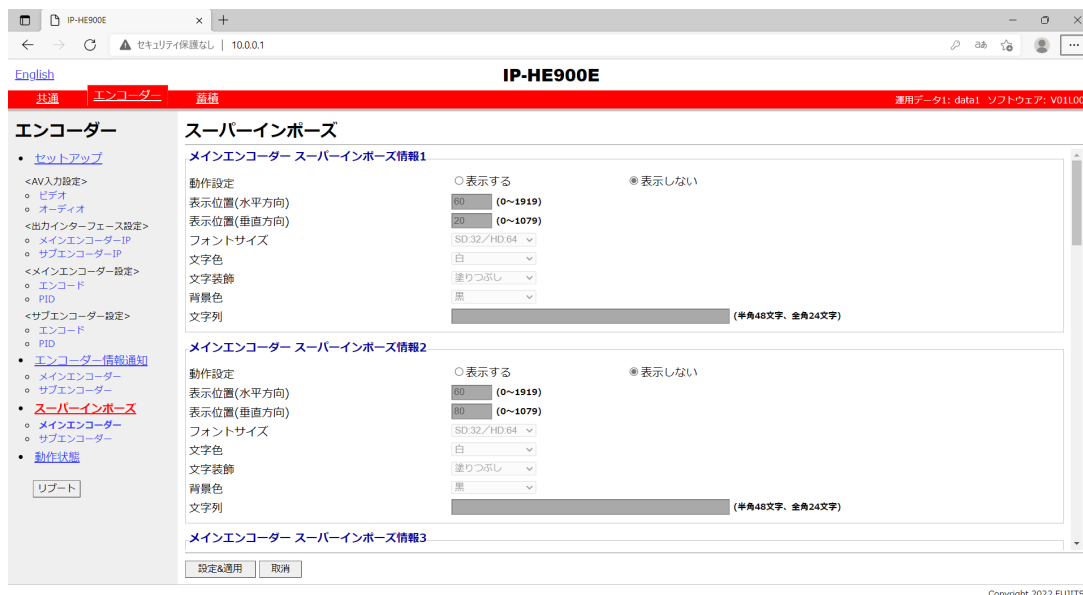 IP-HE900E
セキュリティ保護なし | 10.0.0.1
English
IP-HE900E
共通 エンコーダー 蓄積 運用データ1: data1 ソフトウェア: V01L00
エンコーダー
セットアップ
<AV入力設定>
ビデオ
オーディオ
<出力インターフェース設定>
メインエンコーダーIP
サブエンコーダーIP
<メインエンコーダー設定>
エンコード
PID
<サブエンコーダー設定>
エンコード
PID
エンコーダー情報通知
メインエンコーダー
サブエンコーダー
スーパーインポーズ
メインエンコーダー
サブエンコーダー
動作状態
リブート
スーパーインポーズ
メインエンコーダー スーパーインポーズ情報1
動作設定 表示する 表示しない
表示位置(水平方向) 60 (0~1919)
表示位置(垂直方向) 20 (0~1079)
フォントサイズ SD:32/HD:64
文字色 白
文字装飾 塗りつぶし
背景色 黒
文字列 (半角48文字、全角24文字)
メインエンコーダー スーパーインポーズ情報2
動作設定 表示する 表示しない
表示位置(水平方向) 60 (0~1919)
表示位置(垂直方向) 80 (0~1079)
フォントサイズ SD:32/HD:64
文字色 白
文字装飾 塗りつぶし
背景色 黒
文字列 (半角48文字、全角24文字)
メインエンコーダー スーパーインポーズ情報3
設定&適用 取消
Copyright 2022 FUJITS